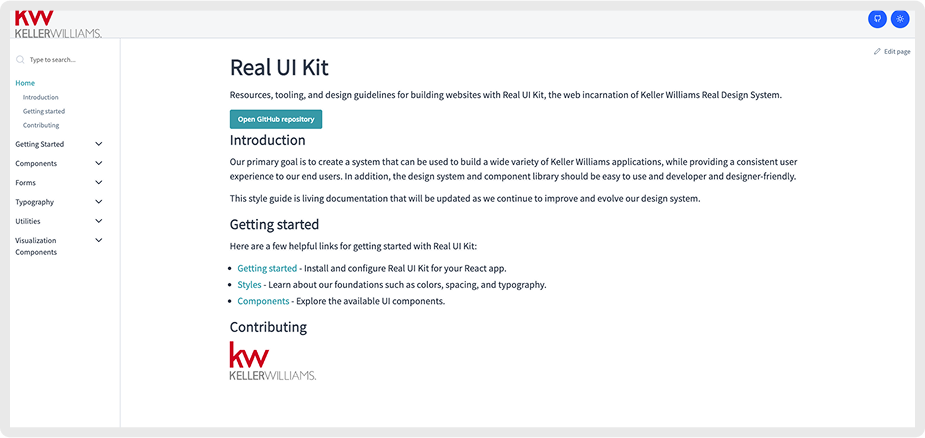 kw
KELLERWILLIAMS.
Type to search...
Home
Introduction
Getting started
Contributing
Getting Started
Components
Forms
Typography
Utilities
Visualization
Components
Edit page
Real UI Kit
Resources, tooling, and design guidelines for building websites with Real UI Kit, the web incarnation of Keller Williams Real Design System.
Open GitHub repository
Introduction
Our primary goal is to create a system that can be used to build a wide variety of Keller Williams applications, while providing a consistent user
experience to our end users. In addition, the design system and component library should be easy to use and developer and designer-friendly.
This style guide is living documentation that will be updated as we continue to improve and evolve our design system.
Getting started
Here are a few helpful links for getting started with Real UI Kit:
Getting started - Install and configure Real UI Kit for your React app.
Styles - Learn about our foundations such as colors, spacing, and typography.
Components - Explore the available UI components.
Contributing
kw
KELLERWILLIAMS.